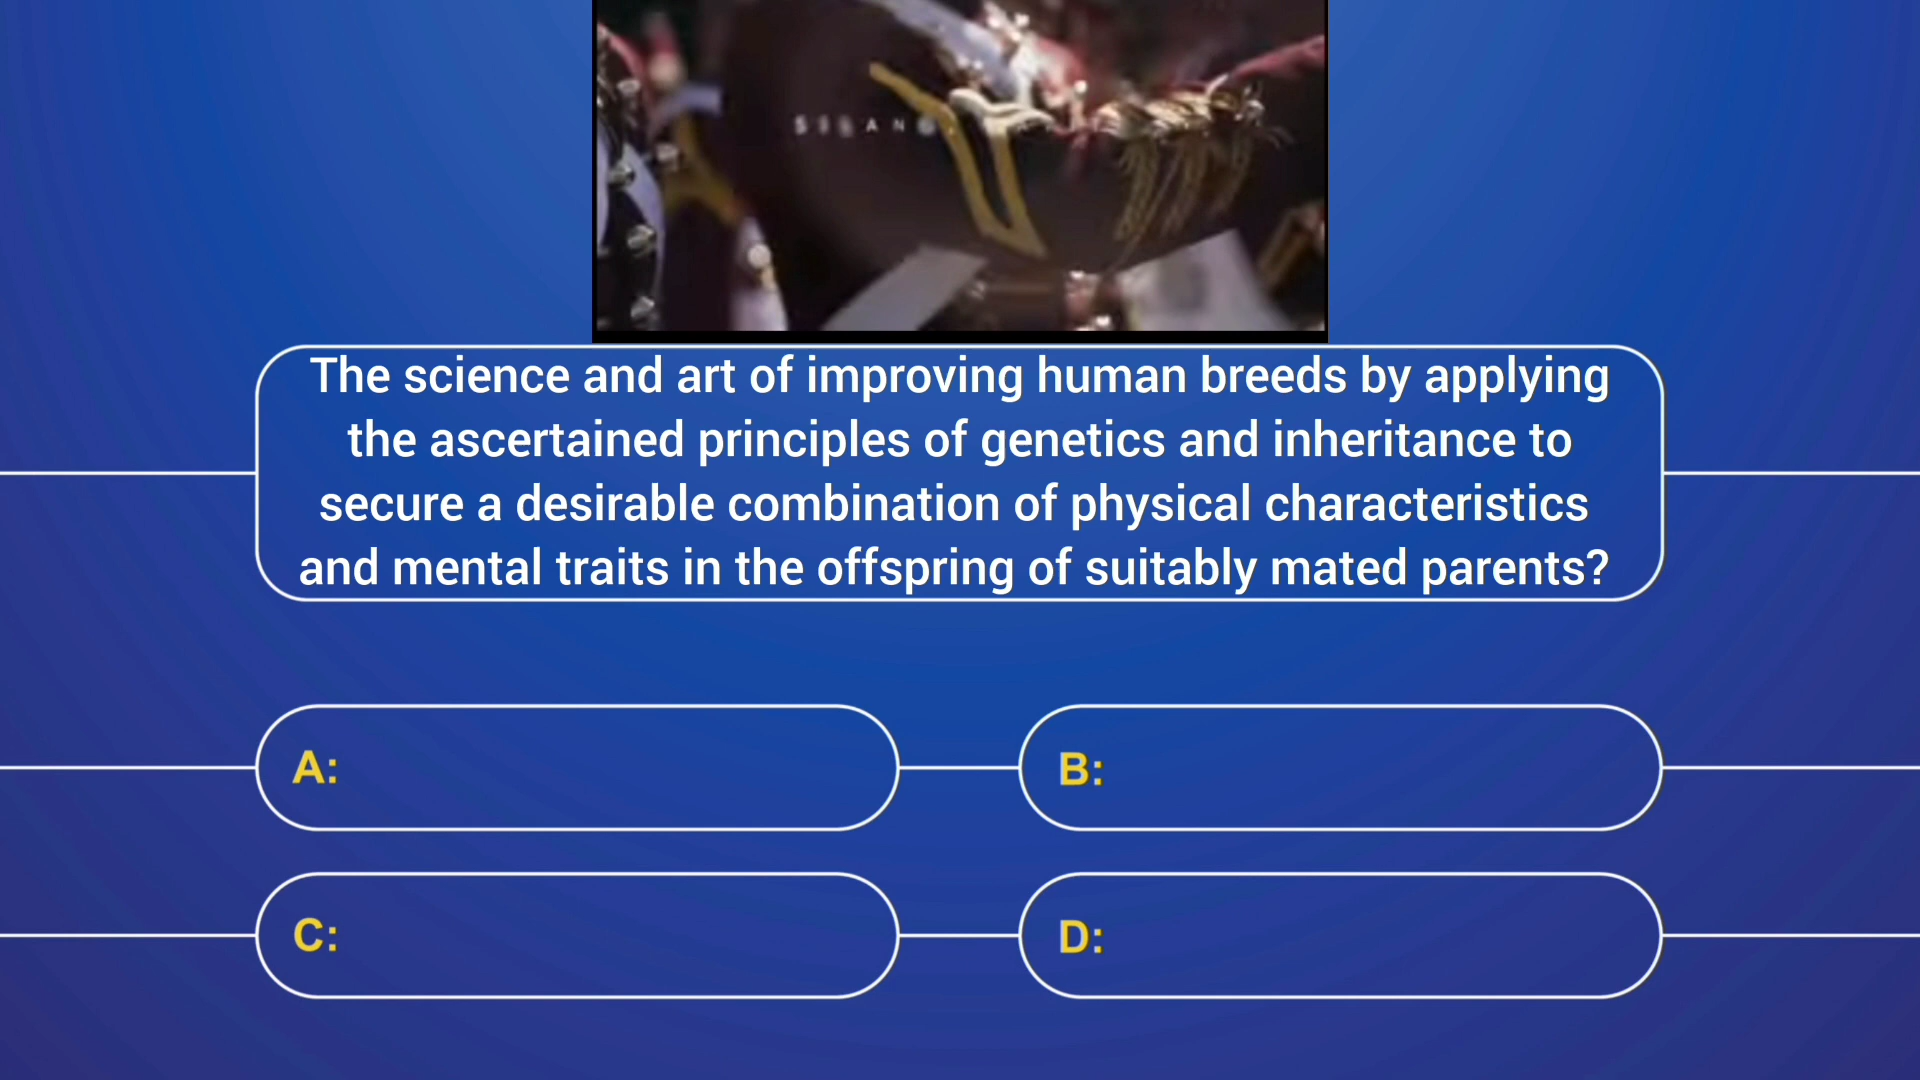 The science and art of improving human breeds by applying
the ascertained principles of genetics and inheritance to
secure a desirable combination of physical characteristics
and mental traits in the offspring of suitably mated parents?
A:
B:
C:
D: